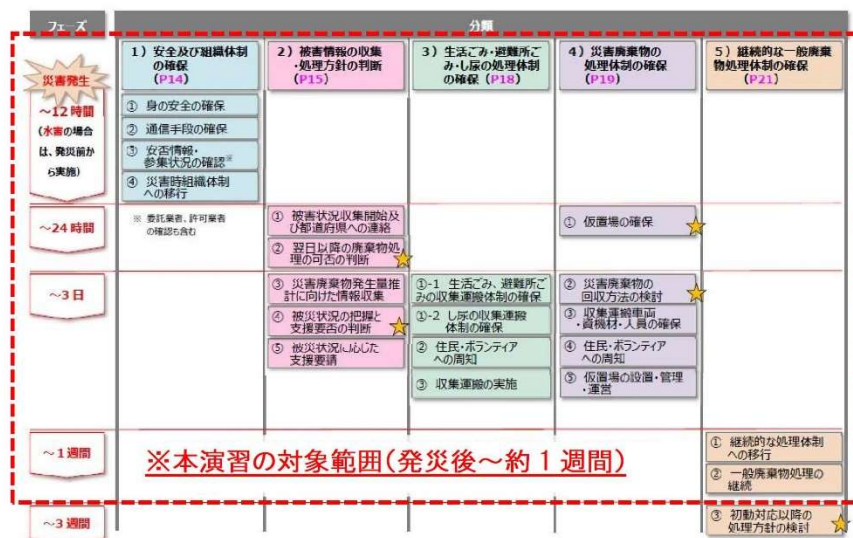 フェーズ
分類
災害発生
1）安全及び組織体制
の確保
（P14）
2）被害情報の収集
・処理方針の判断
（P15）
3）生活ごみ・避難所ご
み・し尿の処理体制
の確保（P18）
4）災害廃棄物の
処理体制の確保
（P19）
5）継続的な一般廃棄
物処理体制の確保
（P21）
～12時間
（水害の場合
は、発災前か
ら実施）
① 身の安全の確保
② 通信手段の確保
③ 安否情報・
参集状況の確認※
④ 災害時組織体制
への移行
～24時間
※ 委託業者、許可業者
の確認も含む
① 被害状況収集開始及
び都道府県への連絡
② 翌日以降の廃棄物処
理の可否の判断
① 仮置場の確保
～3日
③ 災害廃棄物発生量推
計に向けた情報収集
④ 被災状況の把握と
支援要否の判断
⑤ 被災状況に応じた
支援要請
①-1 生活ごみ、避難所ご
みの収集運搬体制の確保
①-2 し尿の収集運搬
体制の確保
② 住民・ボランティア
への周知
③ 収集運搬の実施
② 災害廃棄物の
回収方法の検討
③ 収集運搬車両
・資機材・人員の確保
④ 住民・ボランティア
への周知
⑤ 仮置場の設置・管理
・運営
～1週間
※本演習の対象範囲（発災後～約1週間）
① 継続的な処理体制
への移行
② 一般廃棄物処理の
継続
～3週間
③ 初動対応以降の
処理方針の検討